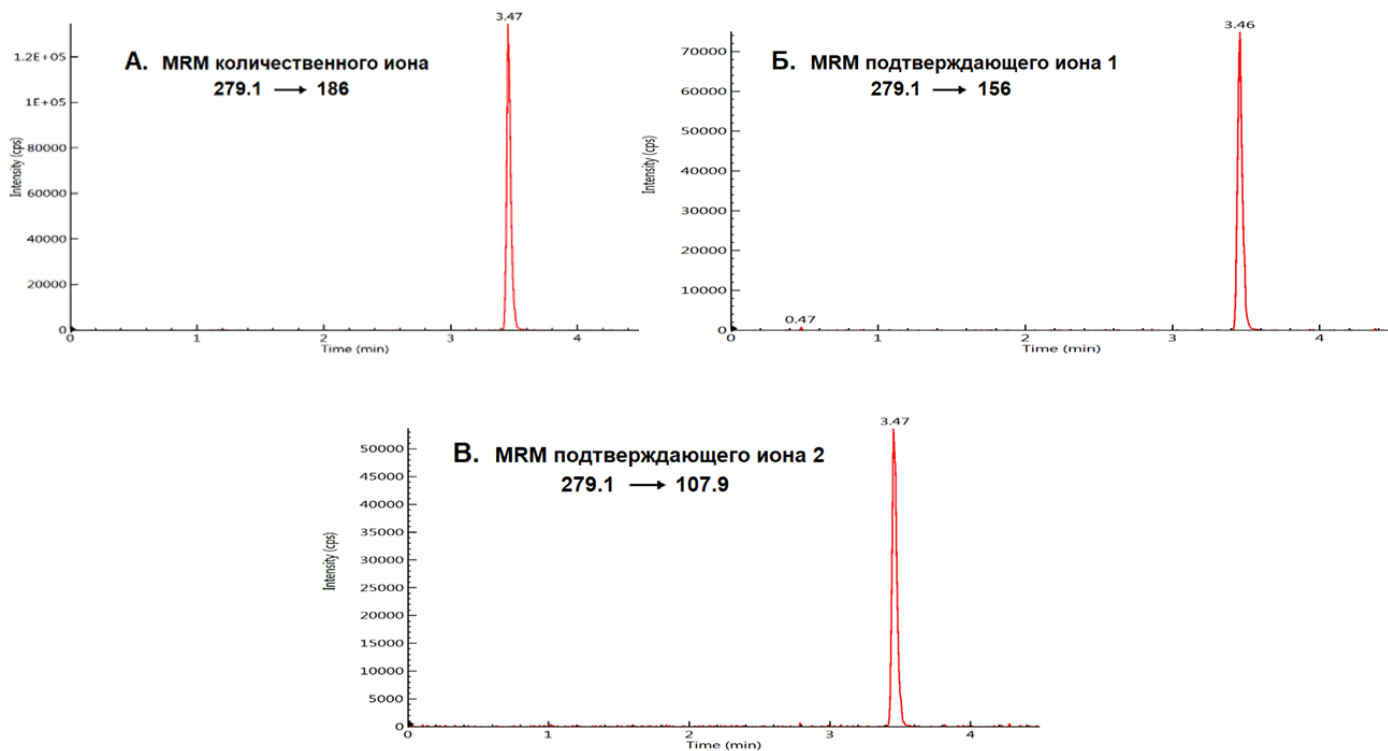 3.47
А. MRM количественного иона
279.1 → 186
1.2E+05
1E+05
80000
60000
40000
20000
0
Intensity (cps)
0 1 2 3 4
Time (min)
3.46
Б. MRM подтверждающего иона 1
279.1 → 156
70000
60000
50000
40000
30000
20000
10000
0
Intensity (cps)
0.47
0 1 2 3 4
Time (min)
3.47
В. MRM подтверждающего иона 2
279.1 → 107.9
50000
45000
40000
35000
30000
25000
20000
15000
10000
5000
0
Intensity (cps)
0 1 2 3 4
Time (min)